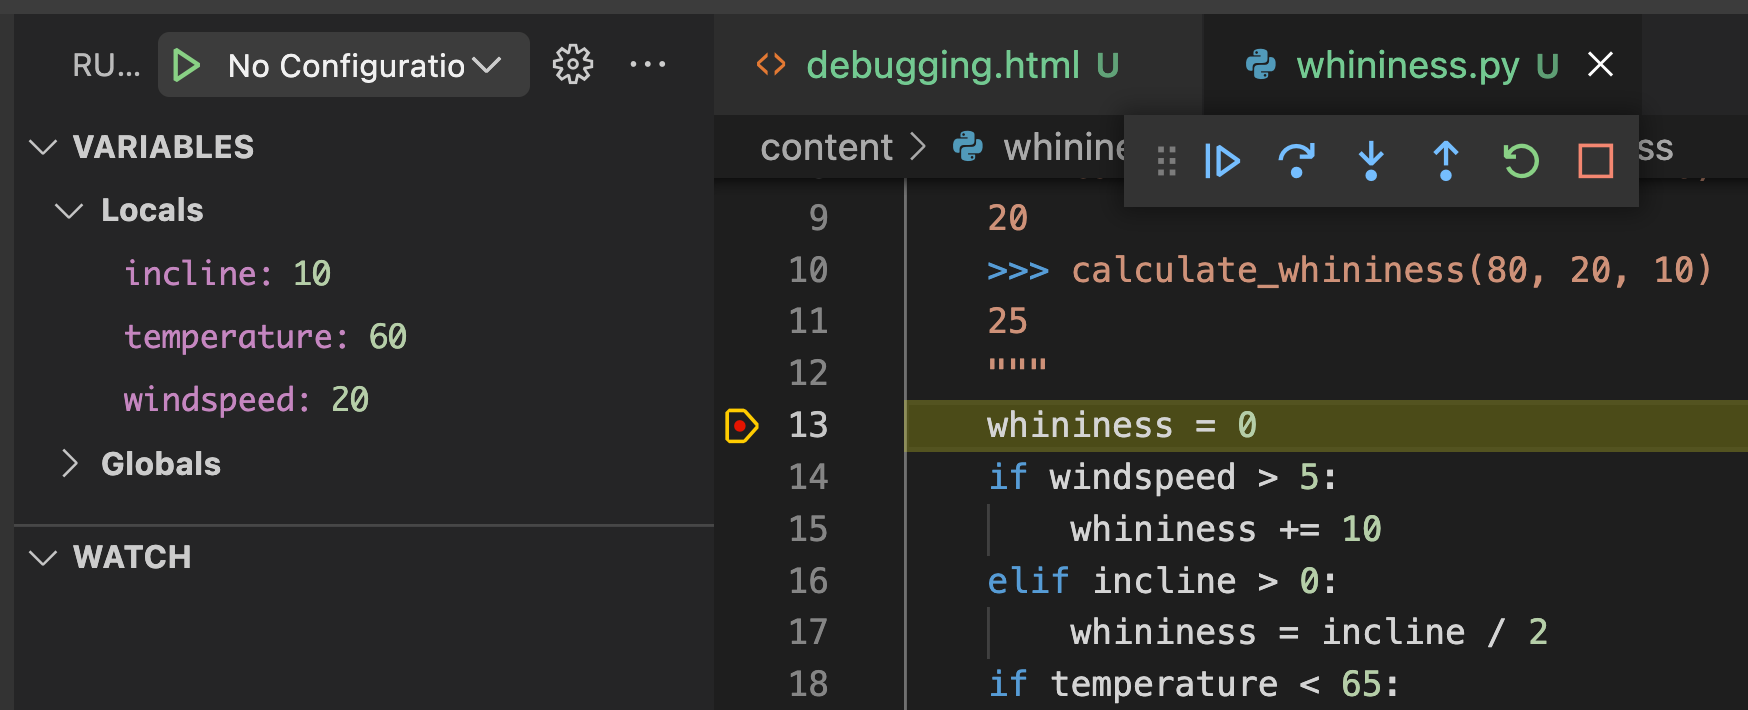 RU... No Configuratio
VARIABLES
Locals
incline: 10
temperature: 60
windspeed: 20
Globals
WATCH
debugging.html U
whininess.py U
content > whinine
ss
9 20
10 >>> calculate_whininess(80, 20, 10)
11 25
12 """
13 whininess = 0
14 if windspeed > 5:
15 whininess += 10
16 elif incline > 0:
17 whininess = incline / 2
18 if temperature < 65: